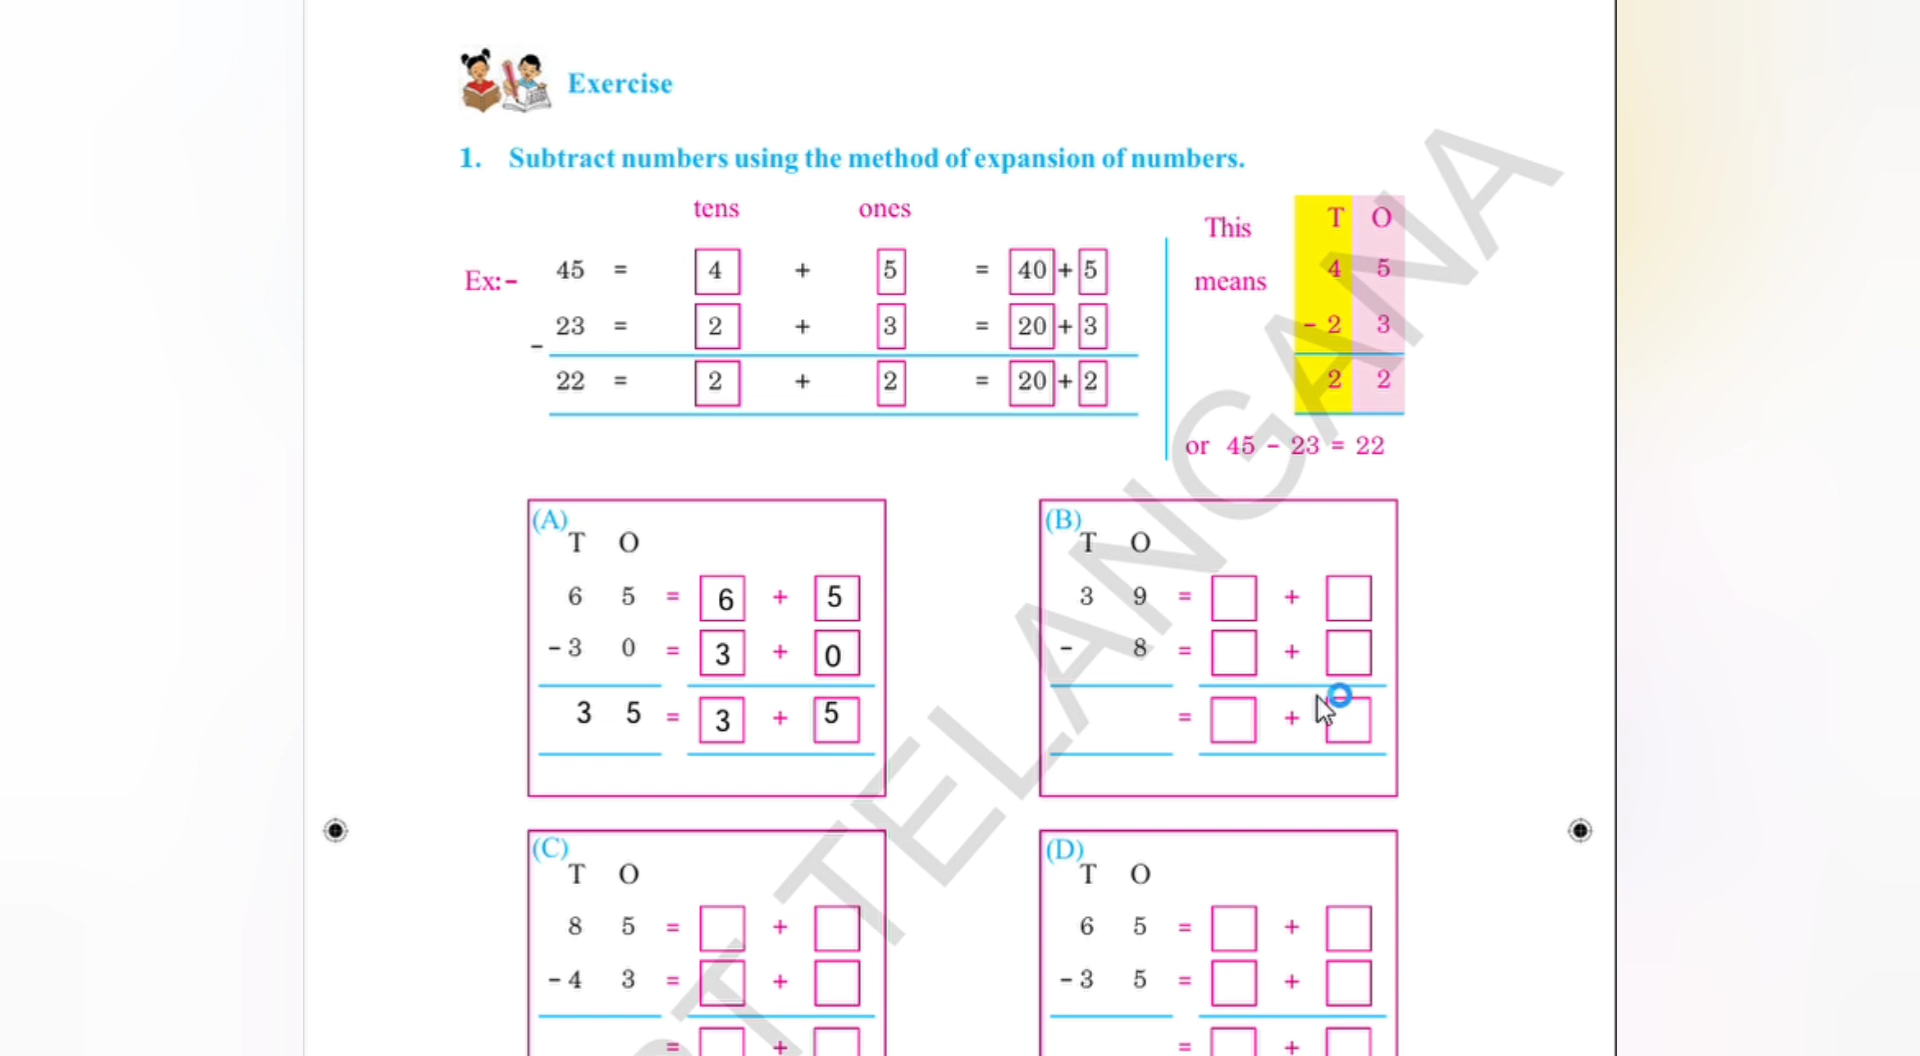 Exercise
1. Subtract numbers using the method of expansion of numbers.
tens ones
Ex:- 45 = 4 + 5 = 40 + 5
- 23 = 2 + 3 = 20 + 3
22 = 2 + 2 = 20 + 2
This means
T O
4 5
- 2 3
2 2
or 45 - 23 = 22
(A)
T O
6 5 = 6 + 5
- 3 0 = 3 + 0
3 5 = 3 + 5
(B)
T O
3 9 = +
- 8 = +
= +
(C)
T O
8 5 = +
- 4 3 = +
= +
(D)
T O
6 5 = +
- 3 5 = +
= +
TELANGANA